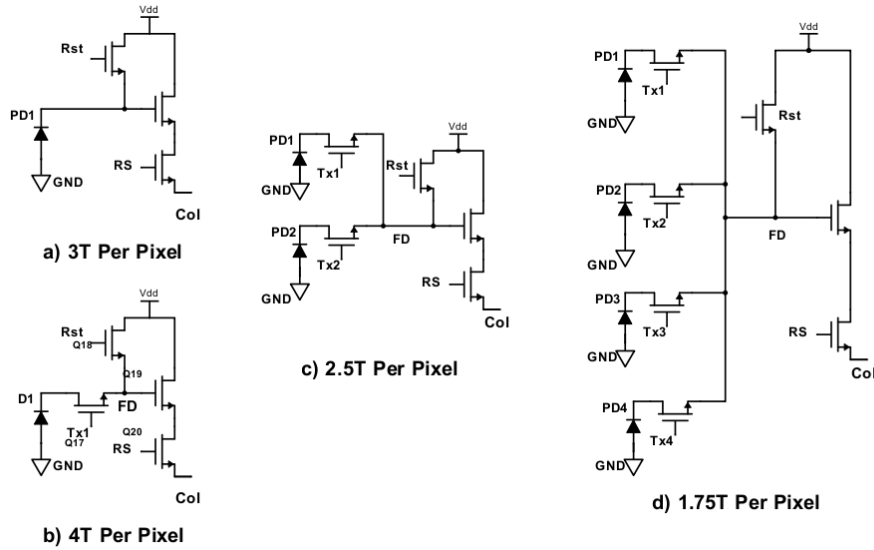 Vdd
Rst
PD1
RS
GND
Col
a) 3T Per Pixel
Vdd
Rst
Q18
Q19
D1
FD
Tx1
Q17
Q20
RS
GND
Col
b) 4T Per Pixel
Vdd
PD1
Rst
Tx1
GND
PD2
FD
Tx2
RS
GND
Col
c) 2.5T Per Pixel
Vdd
PD1
Tx1
Rst
GND
PD2
Tx2
FD
GND
PD3
Tx3
RS
GND
Col
PD4
Tx4
GND
d) 1.75T Per Pixel